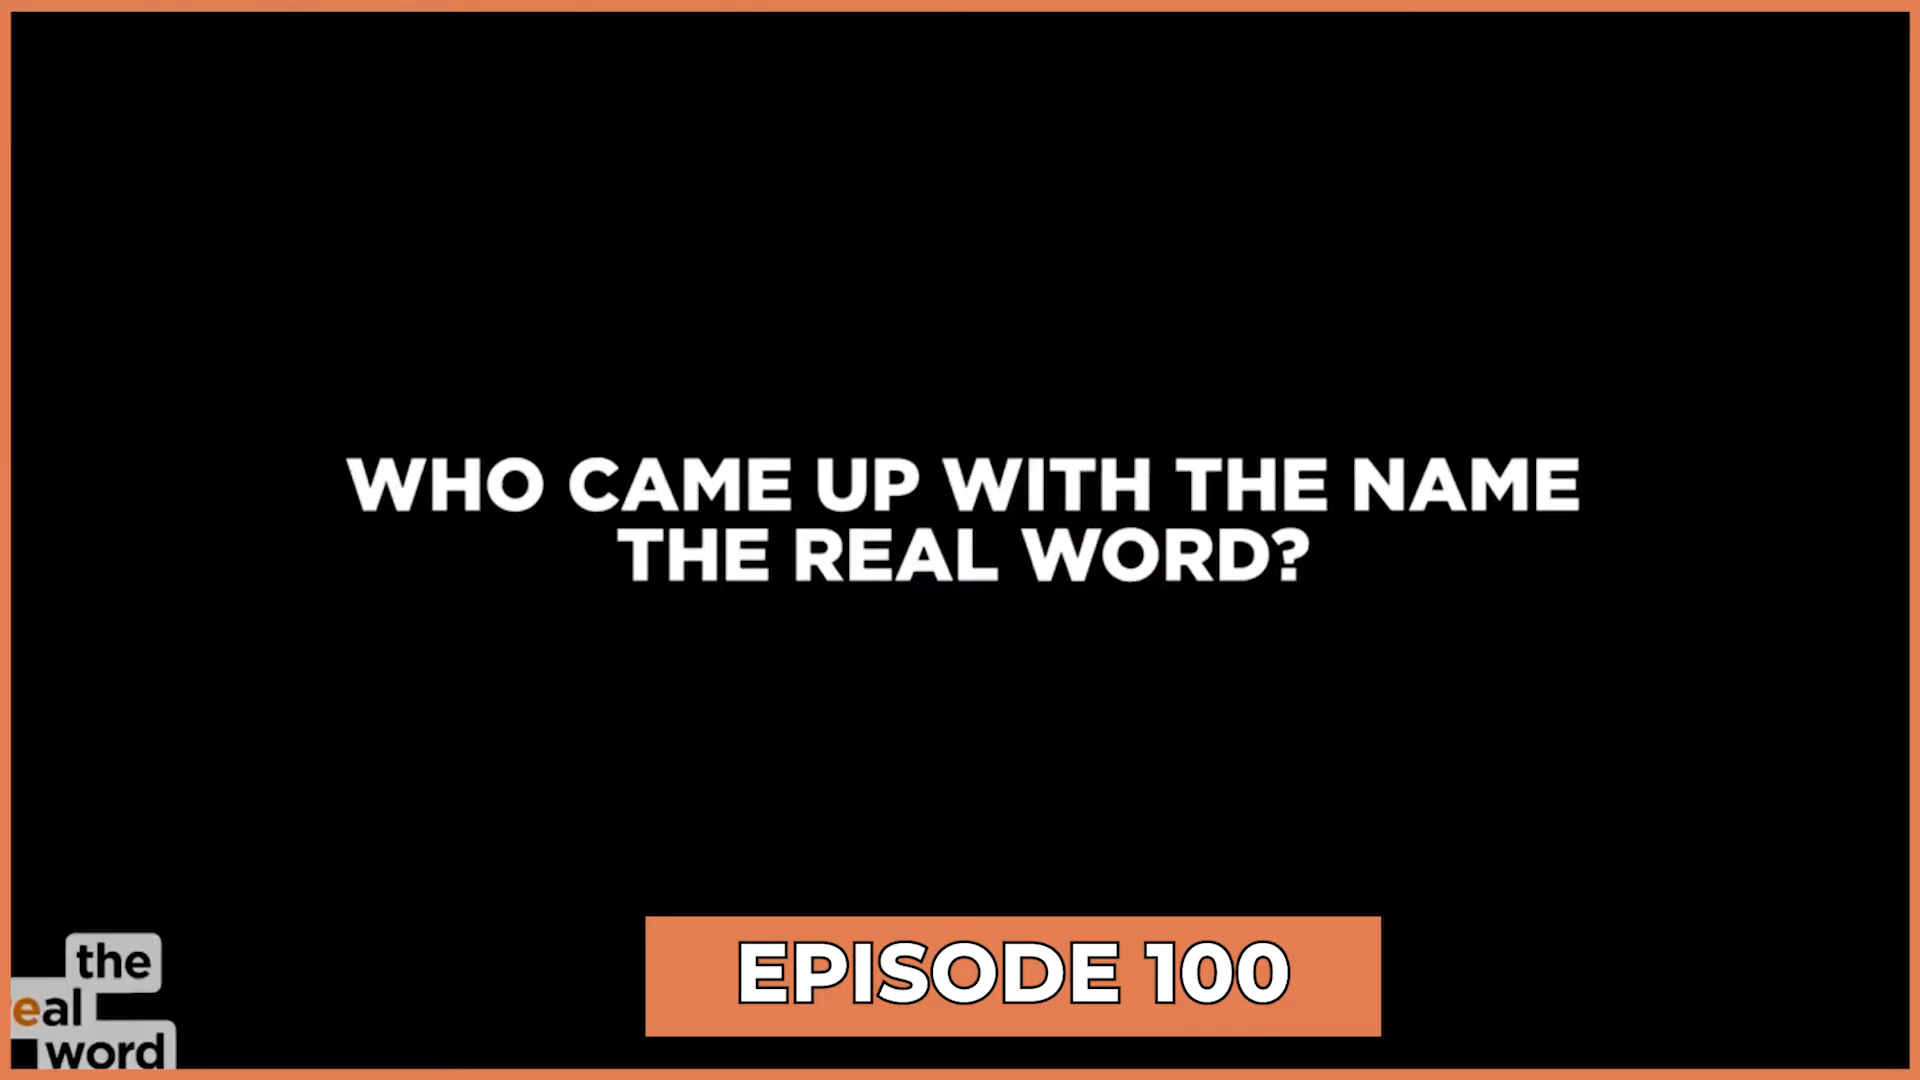 WHO CAME UP WITH THE NAME
THE REAL WORD?
EPISODE 100
the
eal
word